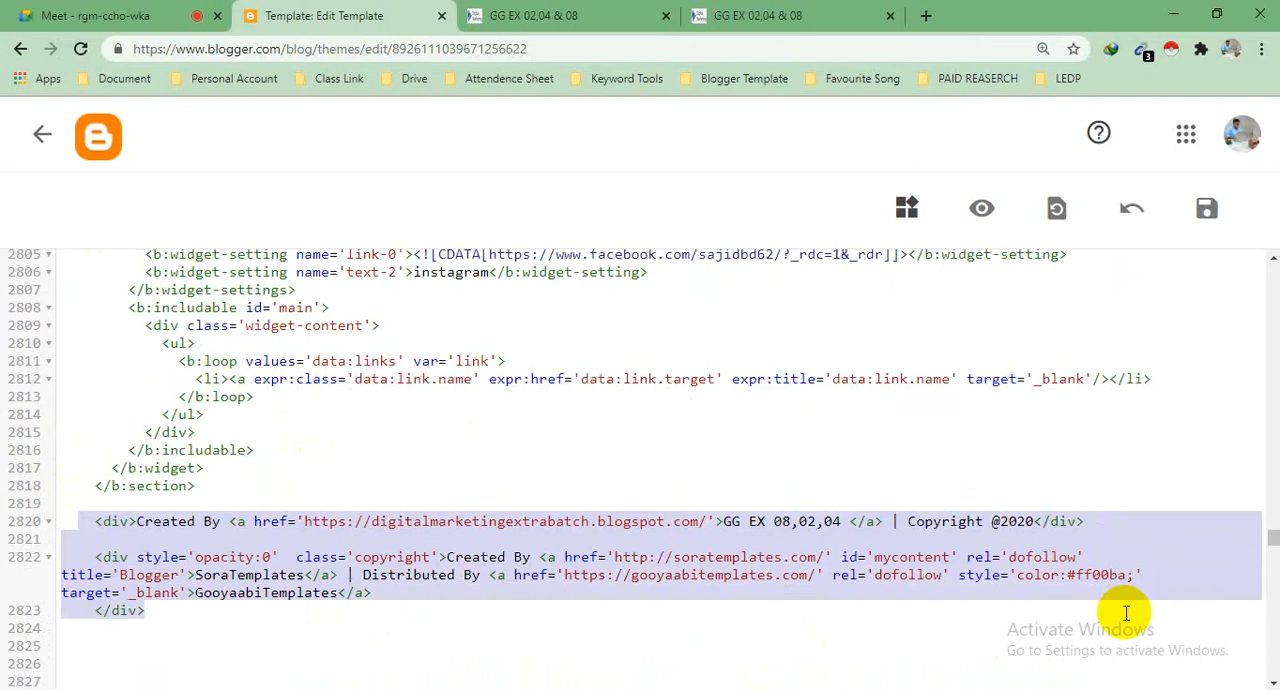 Meet - rgm-ccho-wka
Template: Edit Template
GG EX 02,04 & 08
GG EX 02,04 & 08
https://www.blogger.com/blog/themes/edit/8926111039671256622
3
Apps
Document
Personal Account
Class Link
Drive
Attendence Sheet
Keyword Tools
Blogger Template
Favourite Song
PAID REASERCH
LEDP
2805 <b:widget-setting name='link-0'><![CDATA[https://www.facebook.com/sajidbd62/?_rdc=1&_rdr]]></b:widget-setting>
2806 <b:widget-setting name='text-2'>instagram</b:widget-setting>
2807 </b:widget-settings>
2808 <b:includable id='main'>
2809 <div class='widget-content'>
2810 <ul>
2811 <b:loop values='data:links' var='link'>
2812 <li><a expr:class='data:link.name' expr:href='data:link.target' expr:title='data:link.name' target='_blank'/></li>
2813 </b:loop>
2814 </ul>
2815 </div>
2816 </b:includable>
2817 </b:widget>
2818 </b:section>
2819
2820 <div>Created By <a href='https://digitalmarketingextrabatch.blogspot.com/'>GG EX 08,02,04 </a> | Copyright @2020</div>
2821
2822 <div style='opacity:0'  class='copyright'>Created By <a href='http://soratemplates.com/' id='mycontent' rel='dofollow'
title='Blogger'>SoraTemplates</a> | Distributed By <a href='https://gooyaabitemplates.com/' rel='dofollow' style='color:#ff00ba;'
target='_blank'>GooyaabiTemplates</a>
2823 </div>
2824
2825
2826
2827
Activate Windows
Go to Settings to activate Windows.